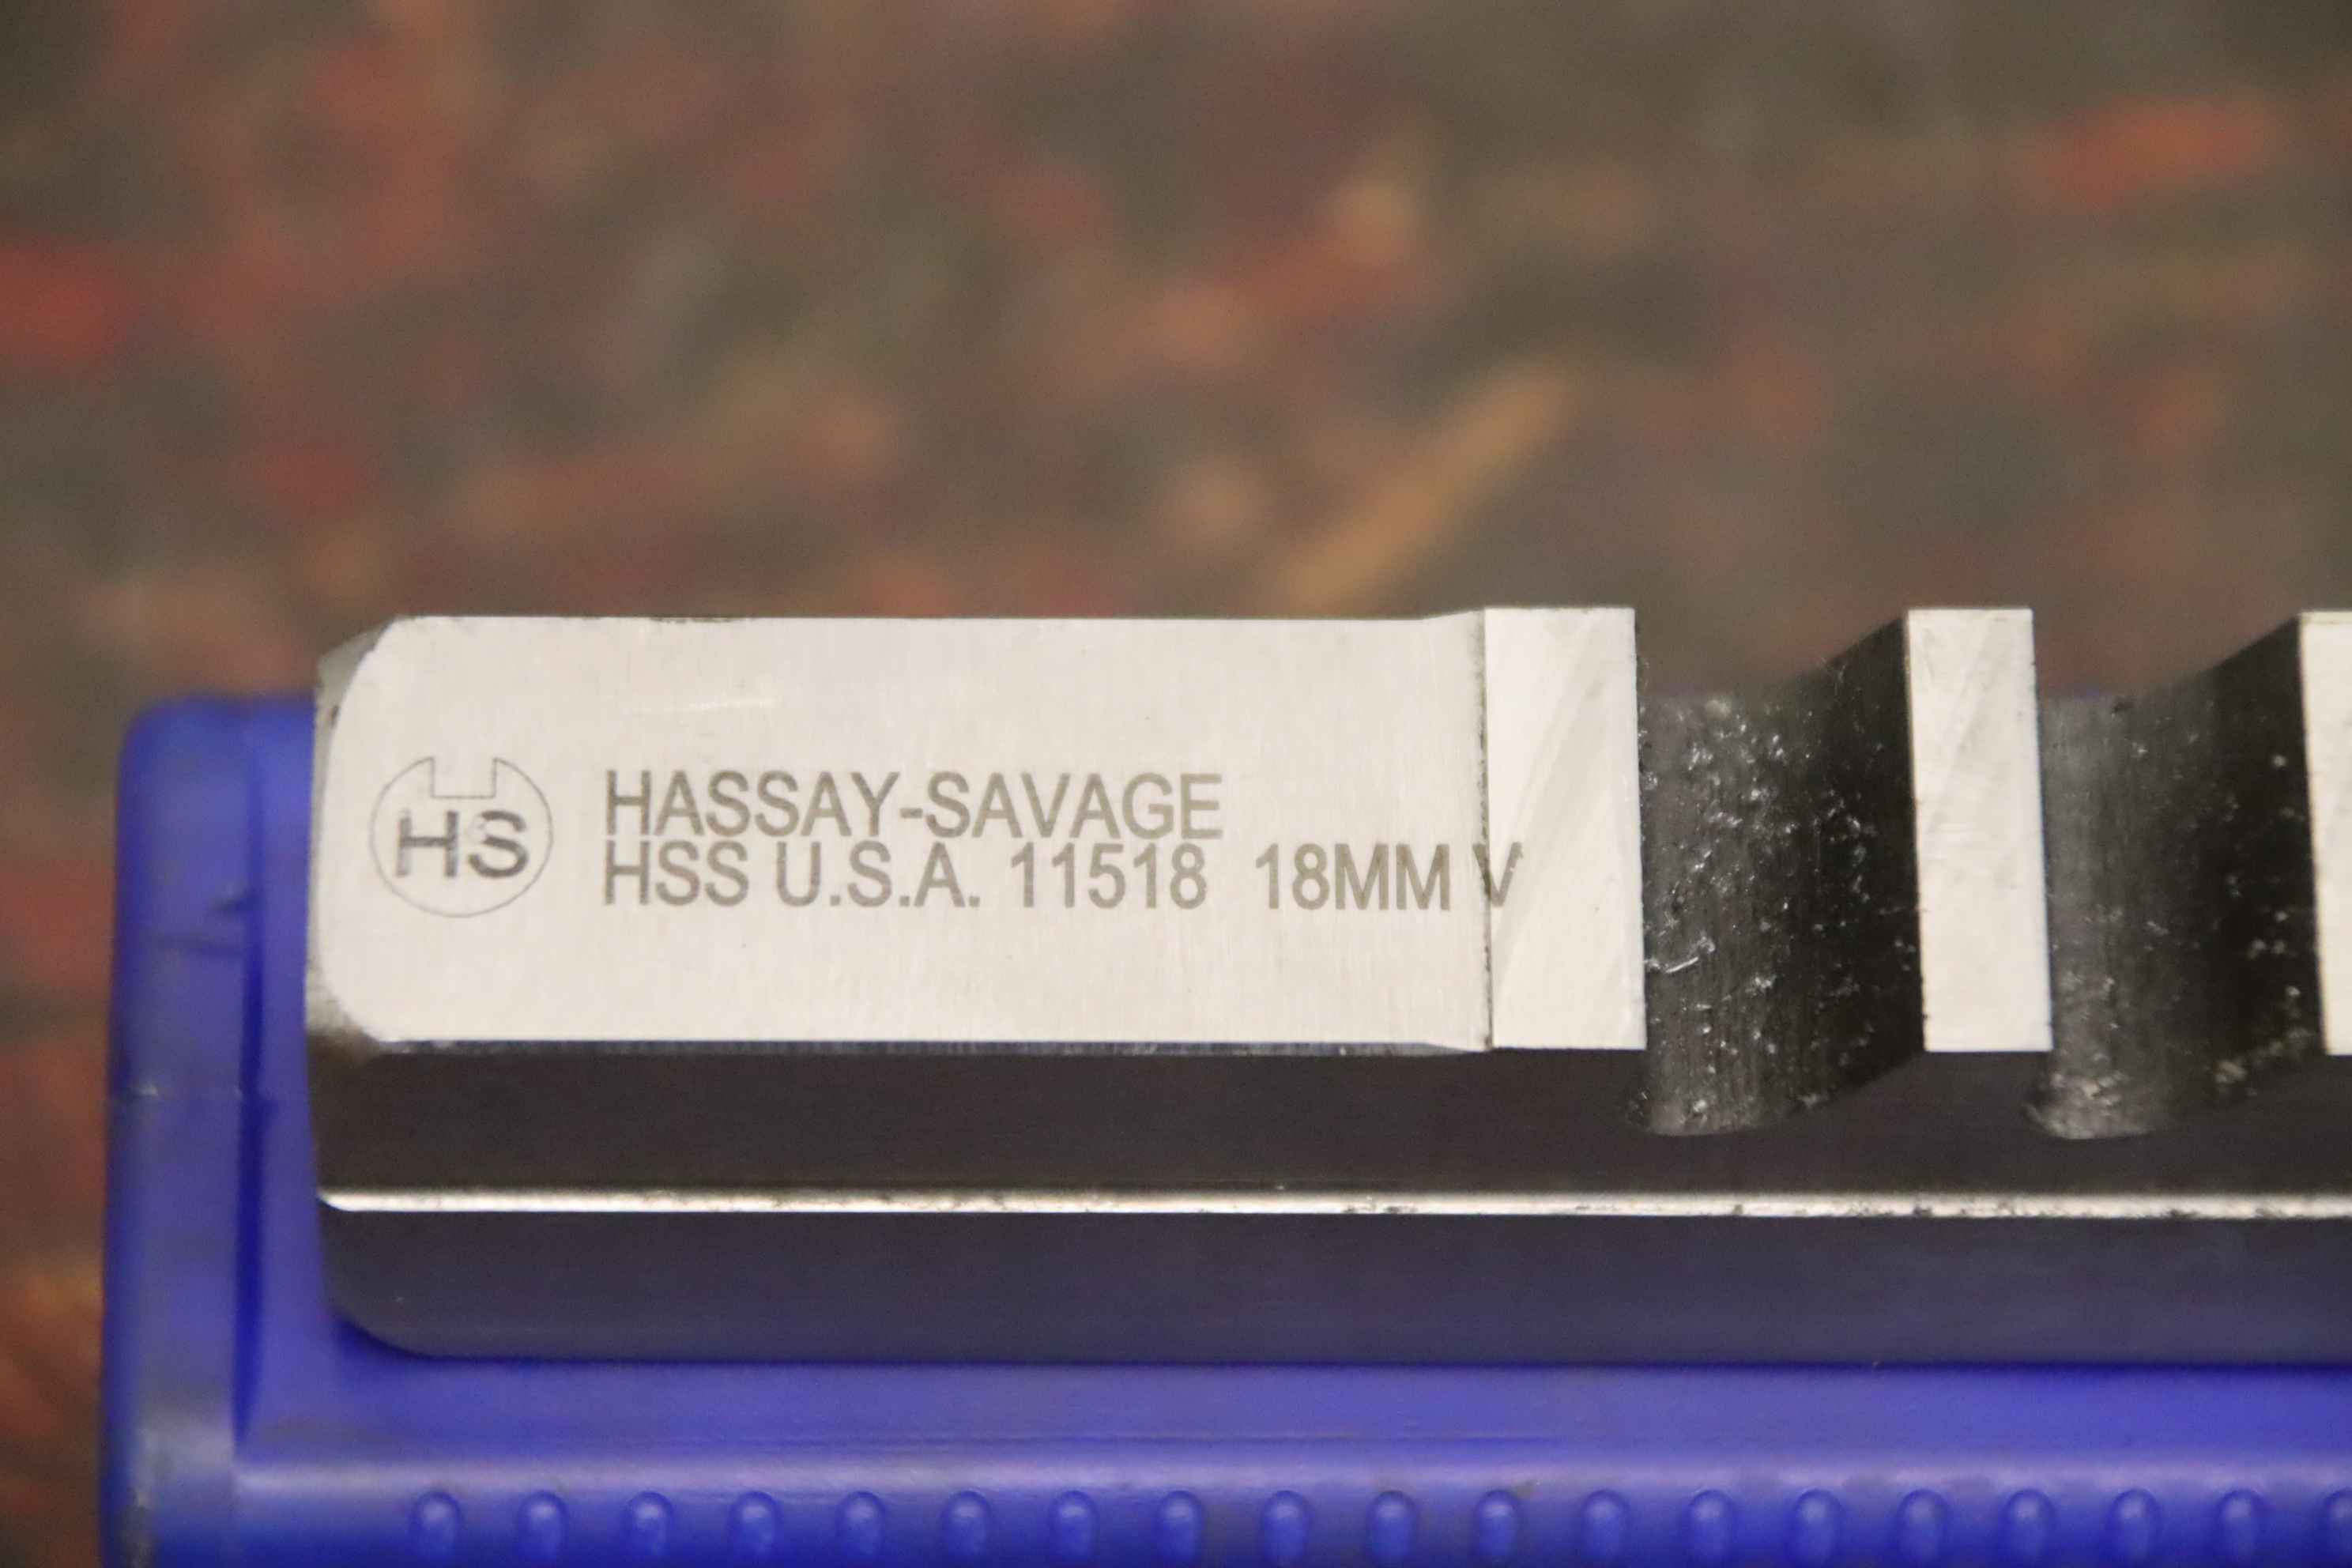 HS
HASSAY-SAVAGE
HSS U.S.A. 11518 18MM V